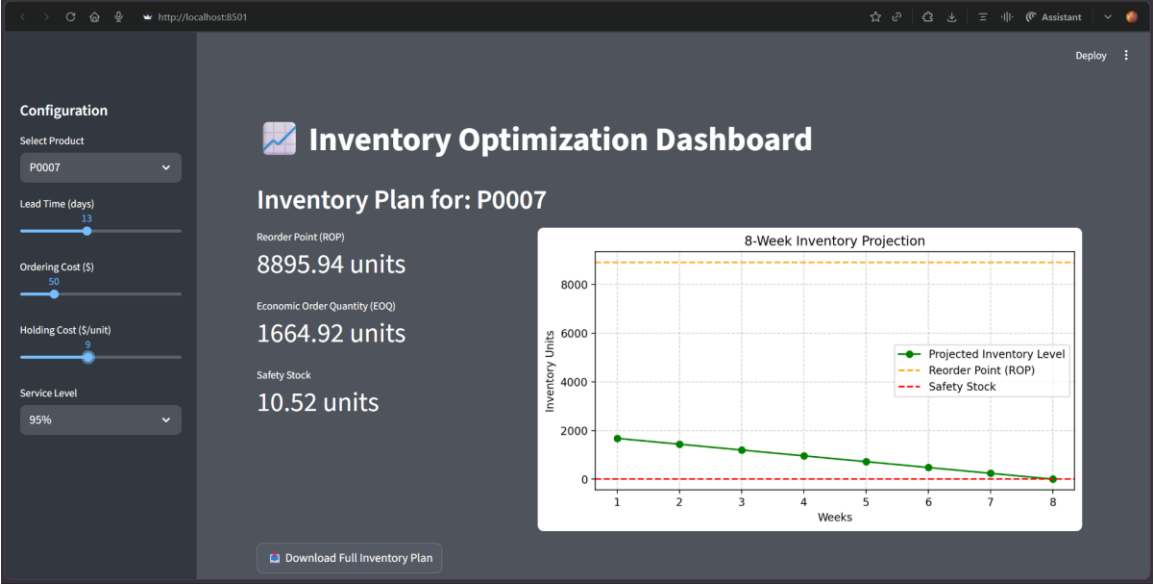 http://localhost:8501
Assistant
Deploy
Configuration
Select Product
P0007
Lead Time (days)
13
Ordering Cost ($)
50
Holding Cost ($/unit)
9
Service Level
95%
Inventory Optimization Dashboard
Inventory Plan for: P0007
Reorder Point (ROP)
8895.94 units
Economic Order Quantity (EOQ)
1664.92 units
Safety Stock
10.52 units
8-Week Inventory Projection
Inventory Units
8000
6000
4000
2000
0
Projected Inventory Level
Reorder Point (ROP)
Safety Stock
1 2 3 4 5 6 7 8
Weeks
Download Full Inventory Plan